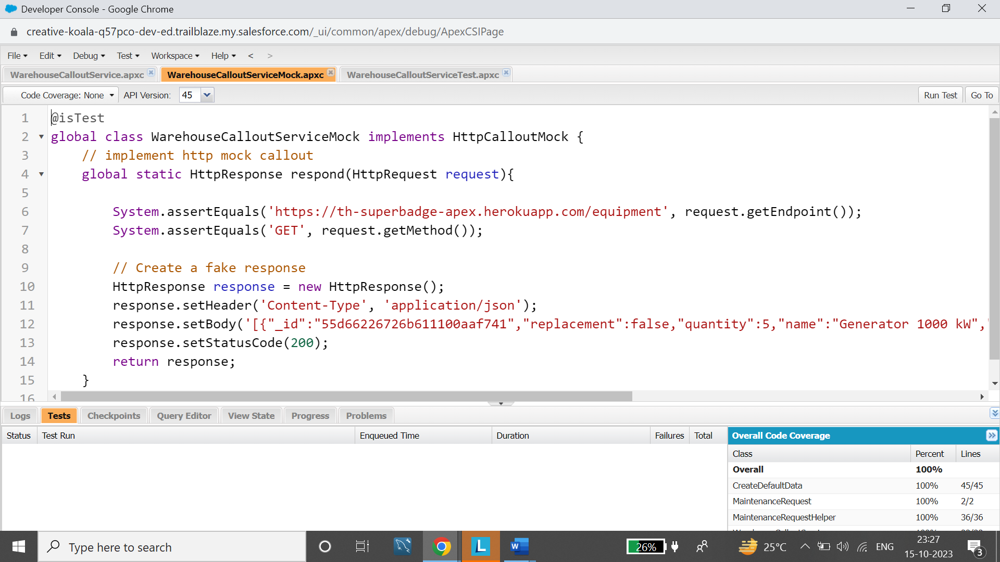 Developer Console - Google Chrome
creative-koala-q57pco-dev-ed.trailblaze.my.salesforce.com/_ui/common/apex/debug/ApexCSIPage
File Edit Debug Test Workspace Help < >
WarehouseCalloutService.apxc WarehouseCalloutServiceMock.apxc WarehouseCalloutServiceTest.apxc
Code Coverage: None API Version: 45 Run Test Go To
1 @isTest
2 global class WarehouseCalloutServiceMock implements HttpCalloutMock {
3 // implement http mock callout
4 global static HttpResponse respond(HttpRequest request){
5
6 System.assertEquals('https://th-superbadge-apex.herokuapp.com/equipment', request.getEndpoint());
7 System.assertEquals('GET', request.getMethod());
8
9 // Create a fake response
10 HttpResponse response = new HttpResponse();
11 response.setHeader('Content-Type', 'application/json');
12 response.setBody('[{"_id":"55d66226726b611100aaf741","replacement":false,"quantity":5,"name":"Generator 1000 kW",
13 response.setStatusCode(200);
14 return response;
15 }
16
Logs Tests Checkpoints Query Editor View State Progress Problems
Status Test Run Enqueued Time Duration Failures Total
Overall Code Coverage
Class Percent Lines
Overall 100%
CreateDefaultData 100% 45/45
MaintenanceRequest 100% 2/2
MaintenanceRequestHelper 100% 36/36
Type here to search
L
W
26%
25°C
ENG
23:27
15-10-2023
3